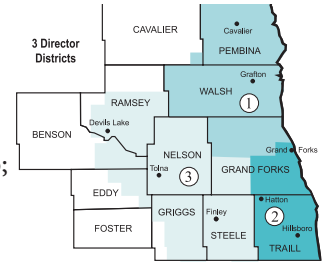 CAVALIER
Cavalier
3 Director
Districts
PEMBINA
Grafton
WALSH
1
RAMSEY
Devils Lake
BENSON
;
NELSON
Grand Forks
Tolna
3
GRAND FORKS
EDDY
Hatton
GRIGGS
Finley
2
FOSTER
STEELE
Hillsboro
TRAILL